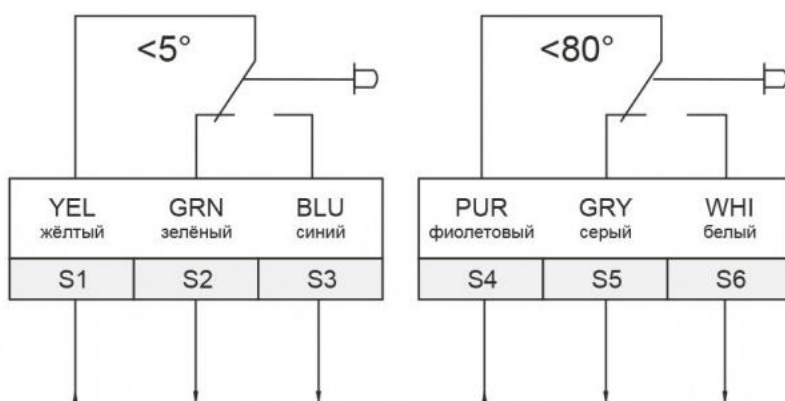 <5° <80°
YEL GRN BLU PUR GRY WHI
жёлтый зелёный синий фиолетовый серый белый
S1 S2 S3 S4 S5 S6